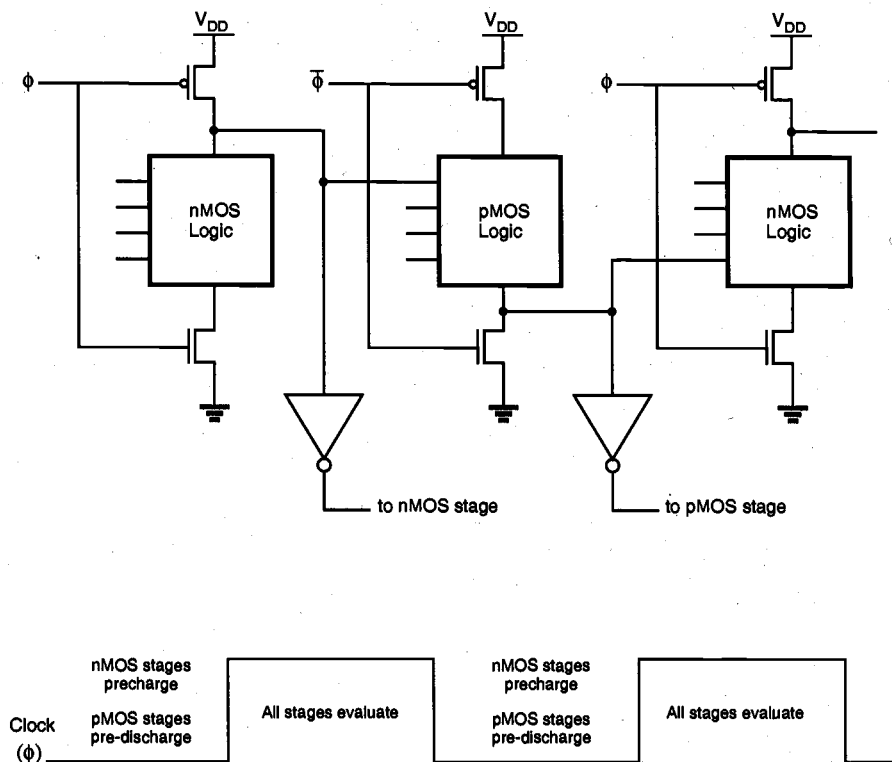 V_DD V_DD V_DD
ϕ ϕ̅ ϕ
nMOS Logic
pMOS Logic
nMOS Logic
to nMOS stage
to pMOS stage
nMOS stages precharge
pMOS stages pre-discharge
All stages evaluate
nMOS stages precharge
pMOS stages pre-discharge
All stages evaluate
Clock (ϕ)